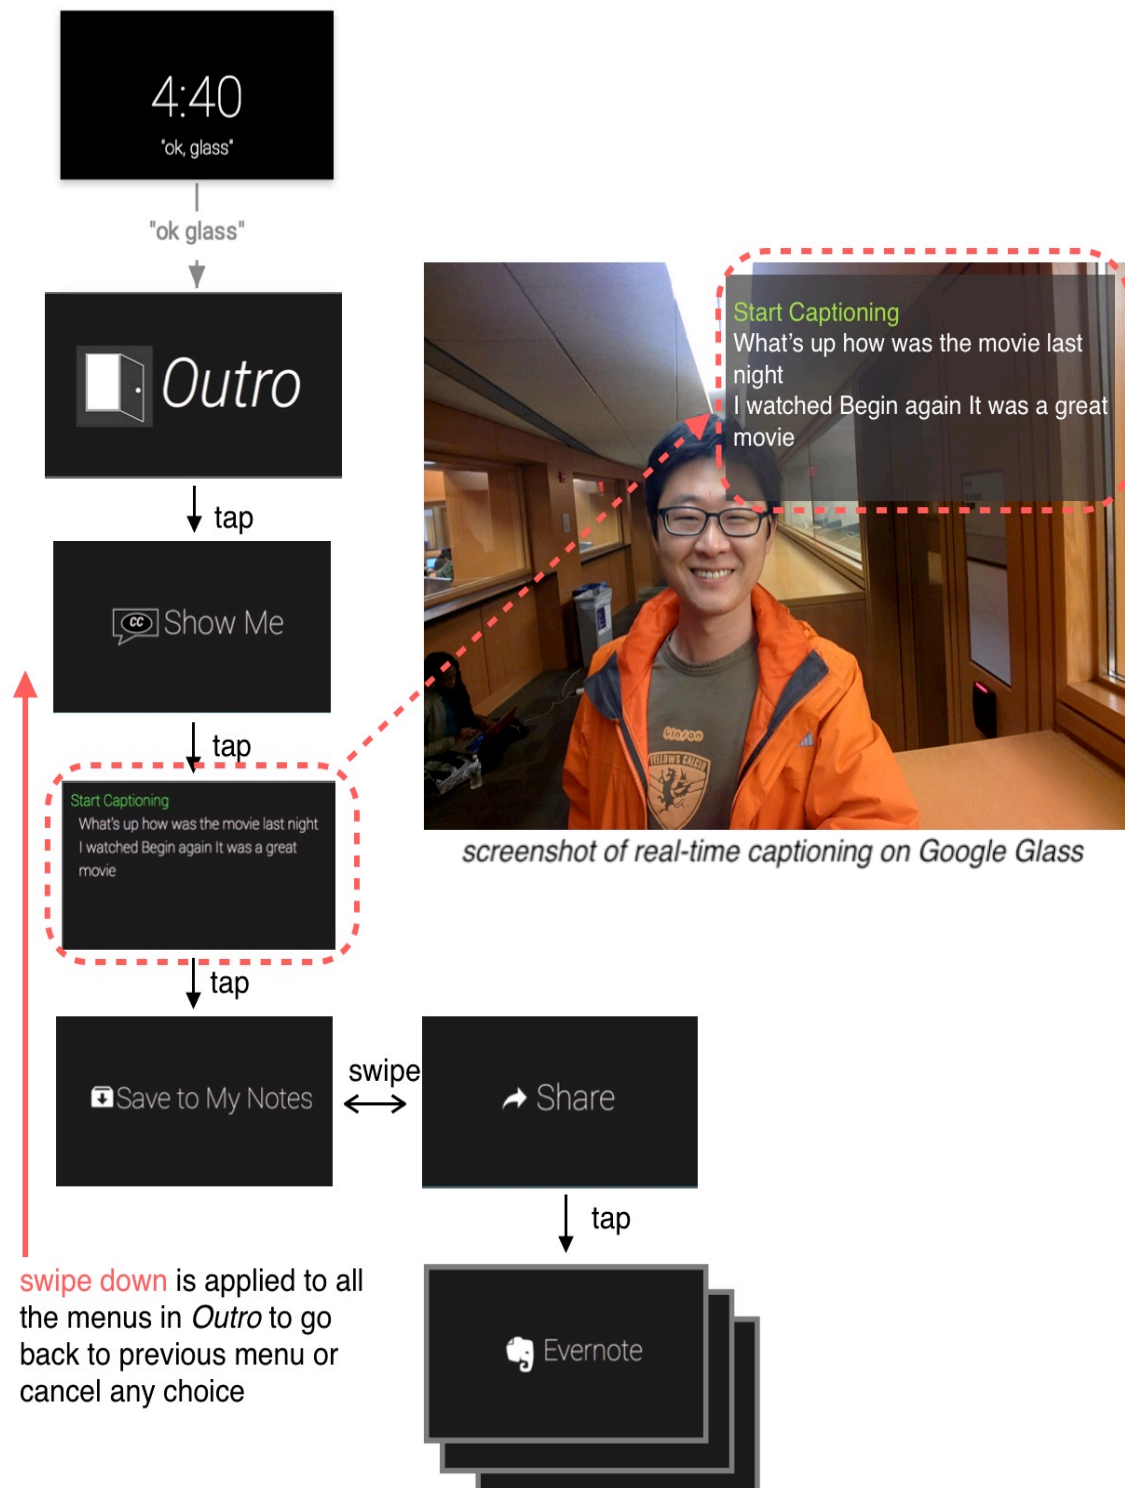 4:40
"ok, glass"
"ok glass"
Outro
tap
CC Show Me
tap
Start Captioning
What's up how was the movie last night
I watched Begin again It was a great
movie
tap
Save to My Notes
swipe
Share
tap
Evernote
swipe down is applied to all
the menus in Outro to go
back to previous menu or
cancel any choice
Start Captioning
What's up how was the movie last
night
I watched Begin again It was a great
movie
screenshot of real-time captioning on Google Glass